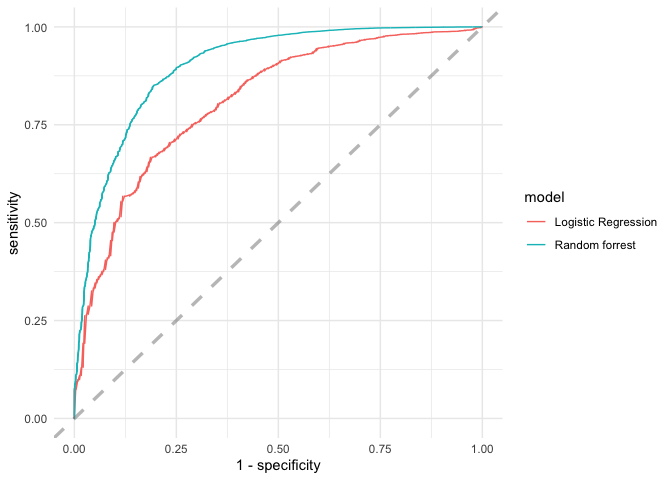 1.00
0.75
0.50
0.25
0.00
sensitivity
0.00 0.25 0.50 0.75 1.00
1 - specificity
model
Logistic Regression
Random forrest